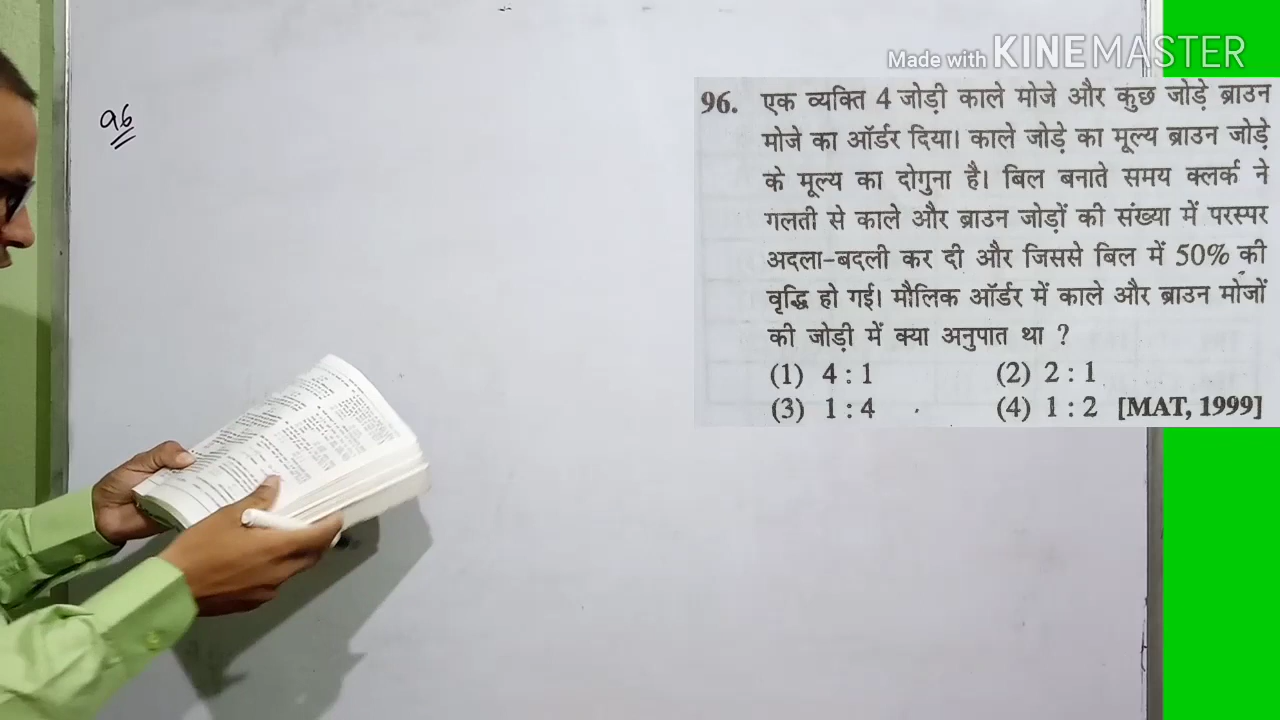 Made with KINEMASTER
96
96. एक व्यक्ति 4 जोड़ी काले मोजे और कुछ जोड़े ब्राउन
मोजे का ऑर्डर दिया। काले जोड़े का मूल्य ब्राउन जोड़े
के मूल्य का दोगुना है। बिल बनाते समय क्लर्क ने
गलती से काले और ब्राउन जोड़ों की संख्या में परस्पर
अदला-बदली कर दी और जिससे बिल में 50% की
वृद्धि हो गई। मौलिक ऑर्डर में काले और ब्राउन मोजों
की जोड़ी में क्या अनुपात था ?
(1) 4 : 1 (2) 2 : 1
(3) 1 : 4 (4) 1 : 2 [MAT, 1999]